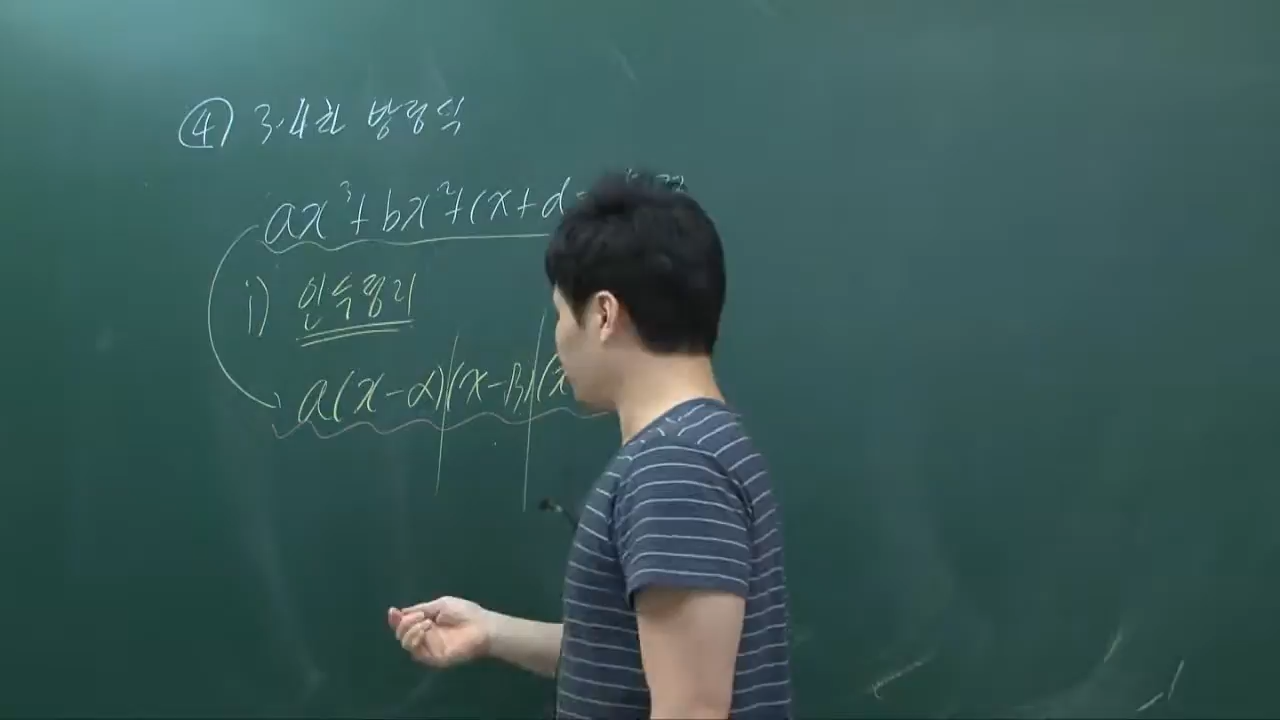 ④ 3·4차 방정식
ax³+bx²+cx+d=
i) 인수정리
a(x-α)(x-β)(x